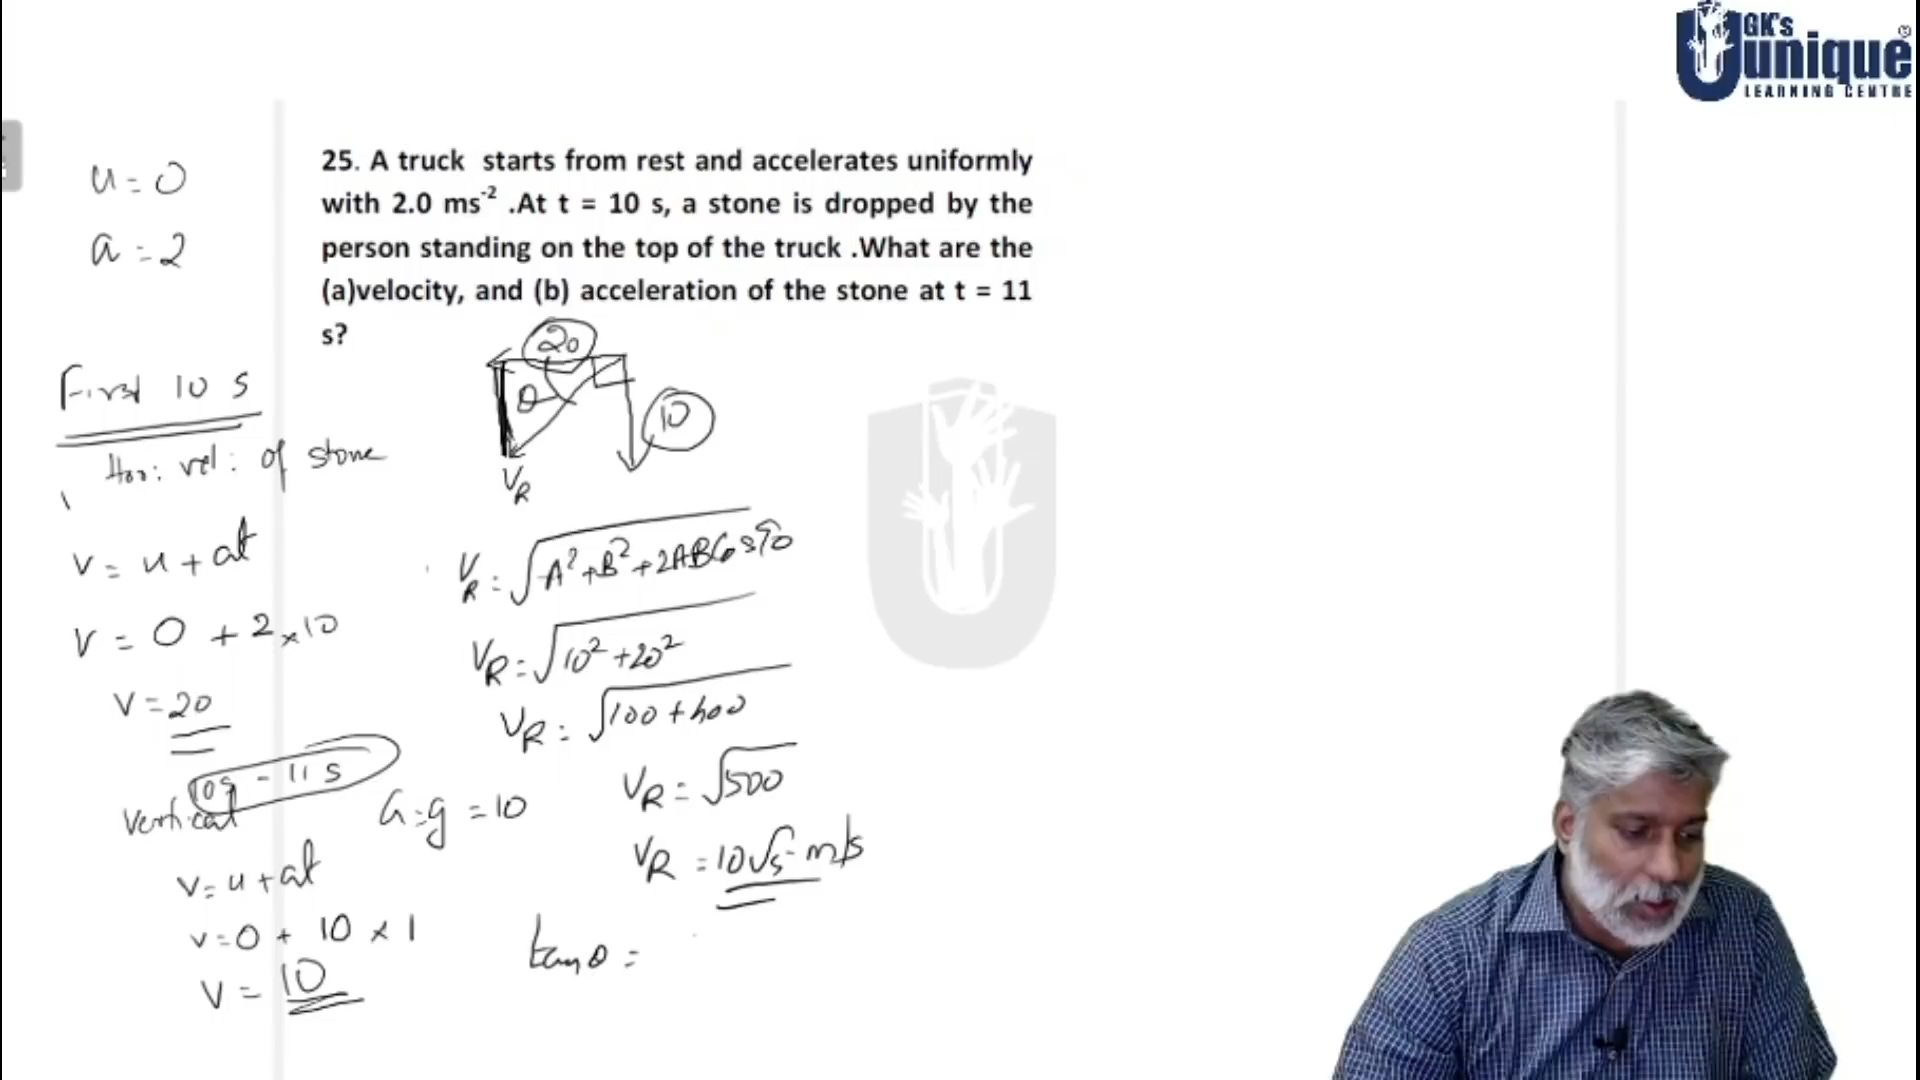 GK's
unique
LEARNING CENTRE
25. A truck starts from rest and accelerates uniformly
with 2.0 ms⁻² .At t = 10 s, a stone is dropped by the
person standing on the top of the truck .What are the
(a)velocity, and (b) acceleration of the stone at t = 11
s?
u = 0
a = 2
First 10 s
Hor: vel: of stone
v = u + at
v = 0 + 2 × 10
v = 20
10s - 11 s
Vertical
a = g = 10
v = u + at
v = 0 + 10 × 1
v = 10
20
θ
10
V_R
V_R = √A² + B² + 2AB Cos 90
V_R = √10² + 20²
V_R = √100 + 400
V_R = √500
V_R = 10√5 m/s
tan θ =